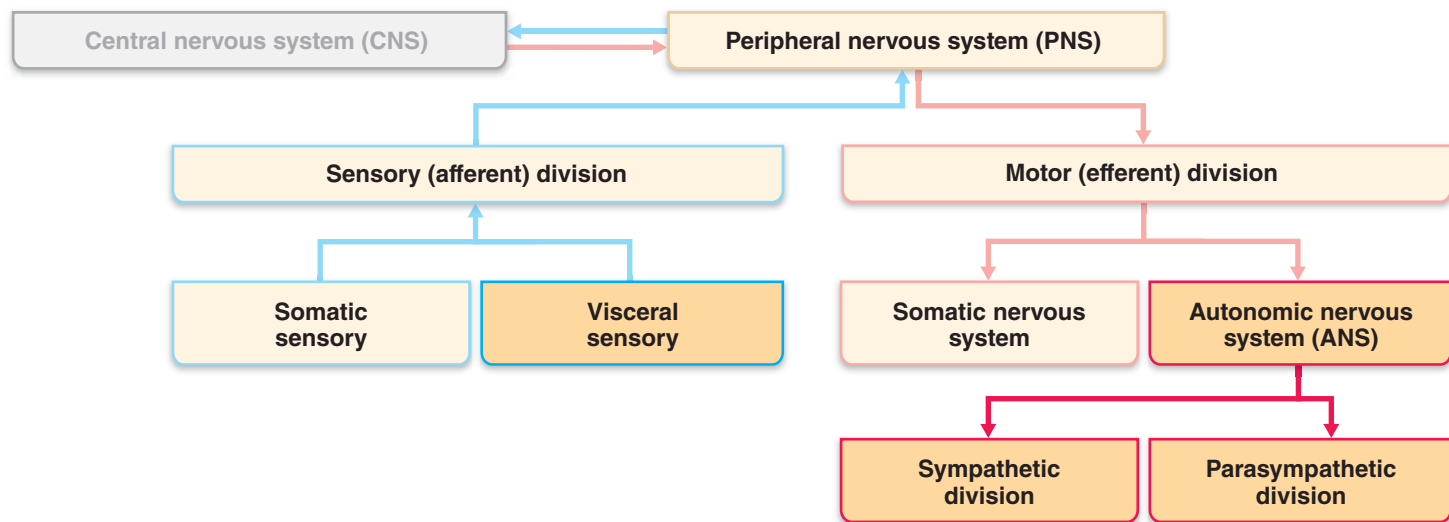 Central nervous system (CNS)
Peripheral nervous system (PNS)
Sensory (afferent) division
Motor (efferent) division
Somatic
sensory
Visceral
sensory
Somatic nervous
system
Autonomic nervous
system (ANS)
Sympathetic
division
Parasympathetic
division